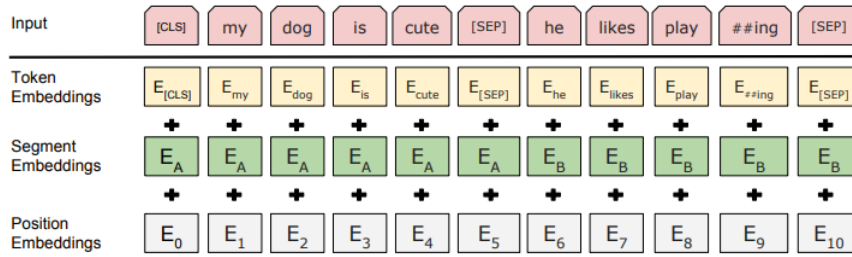 Input [CLS] my dog is cute [SEP] he likes play ##ing [SEP]
Token Embeddings E[CLS] Emy Edog Eis Ecute E[SEP] Ehe Elikes Eplay E##ing E[SEP]
+ + + + + + + + + + +
Segment Embeddings EA EA EA EA EA EA EB EB EB EB EB
+ + + + + + + + + + +
Position Embeddings E0 E1 E2 E3 E4 E5 E6 E7 E8 E9 E10